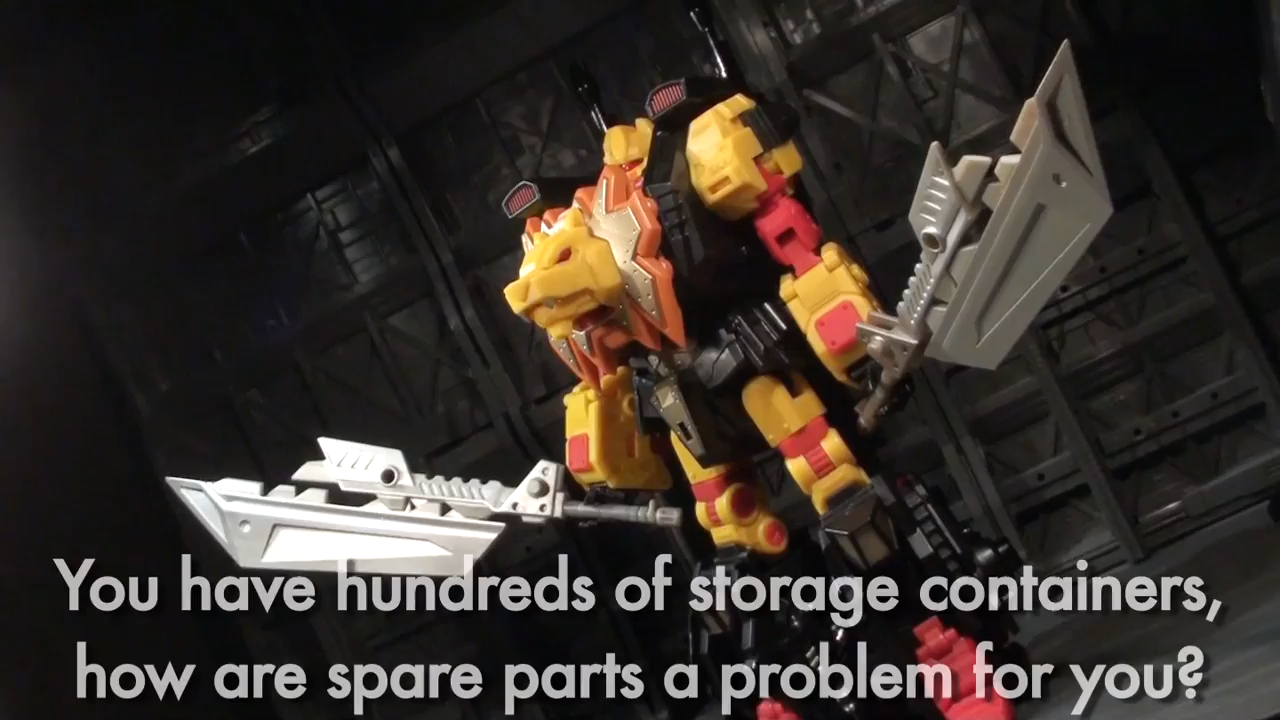 You have hundreds of storage containers,
how are spare parts a problem for you?